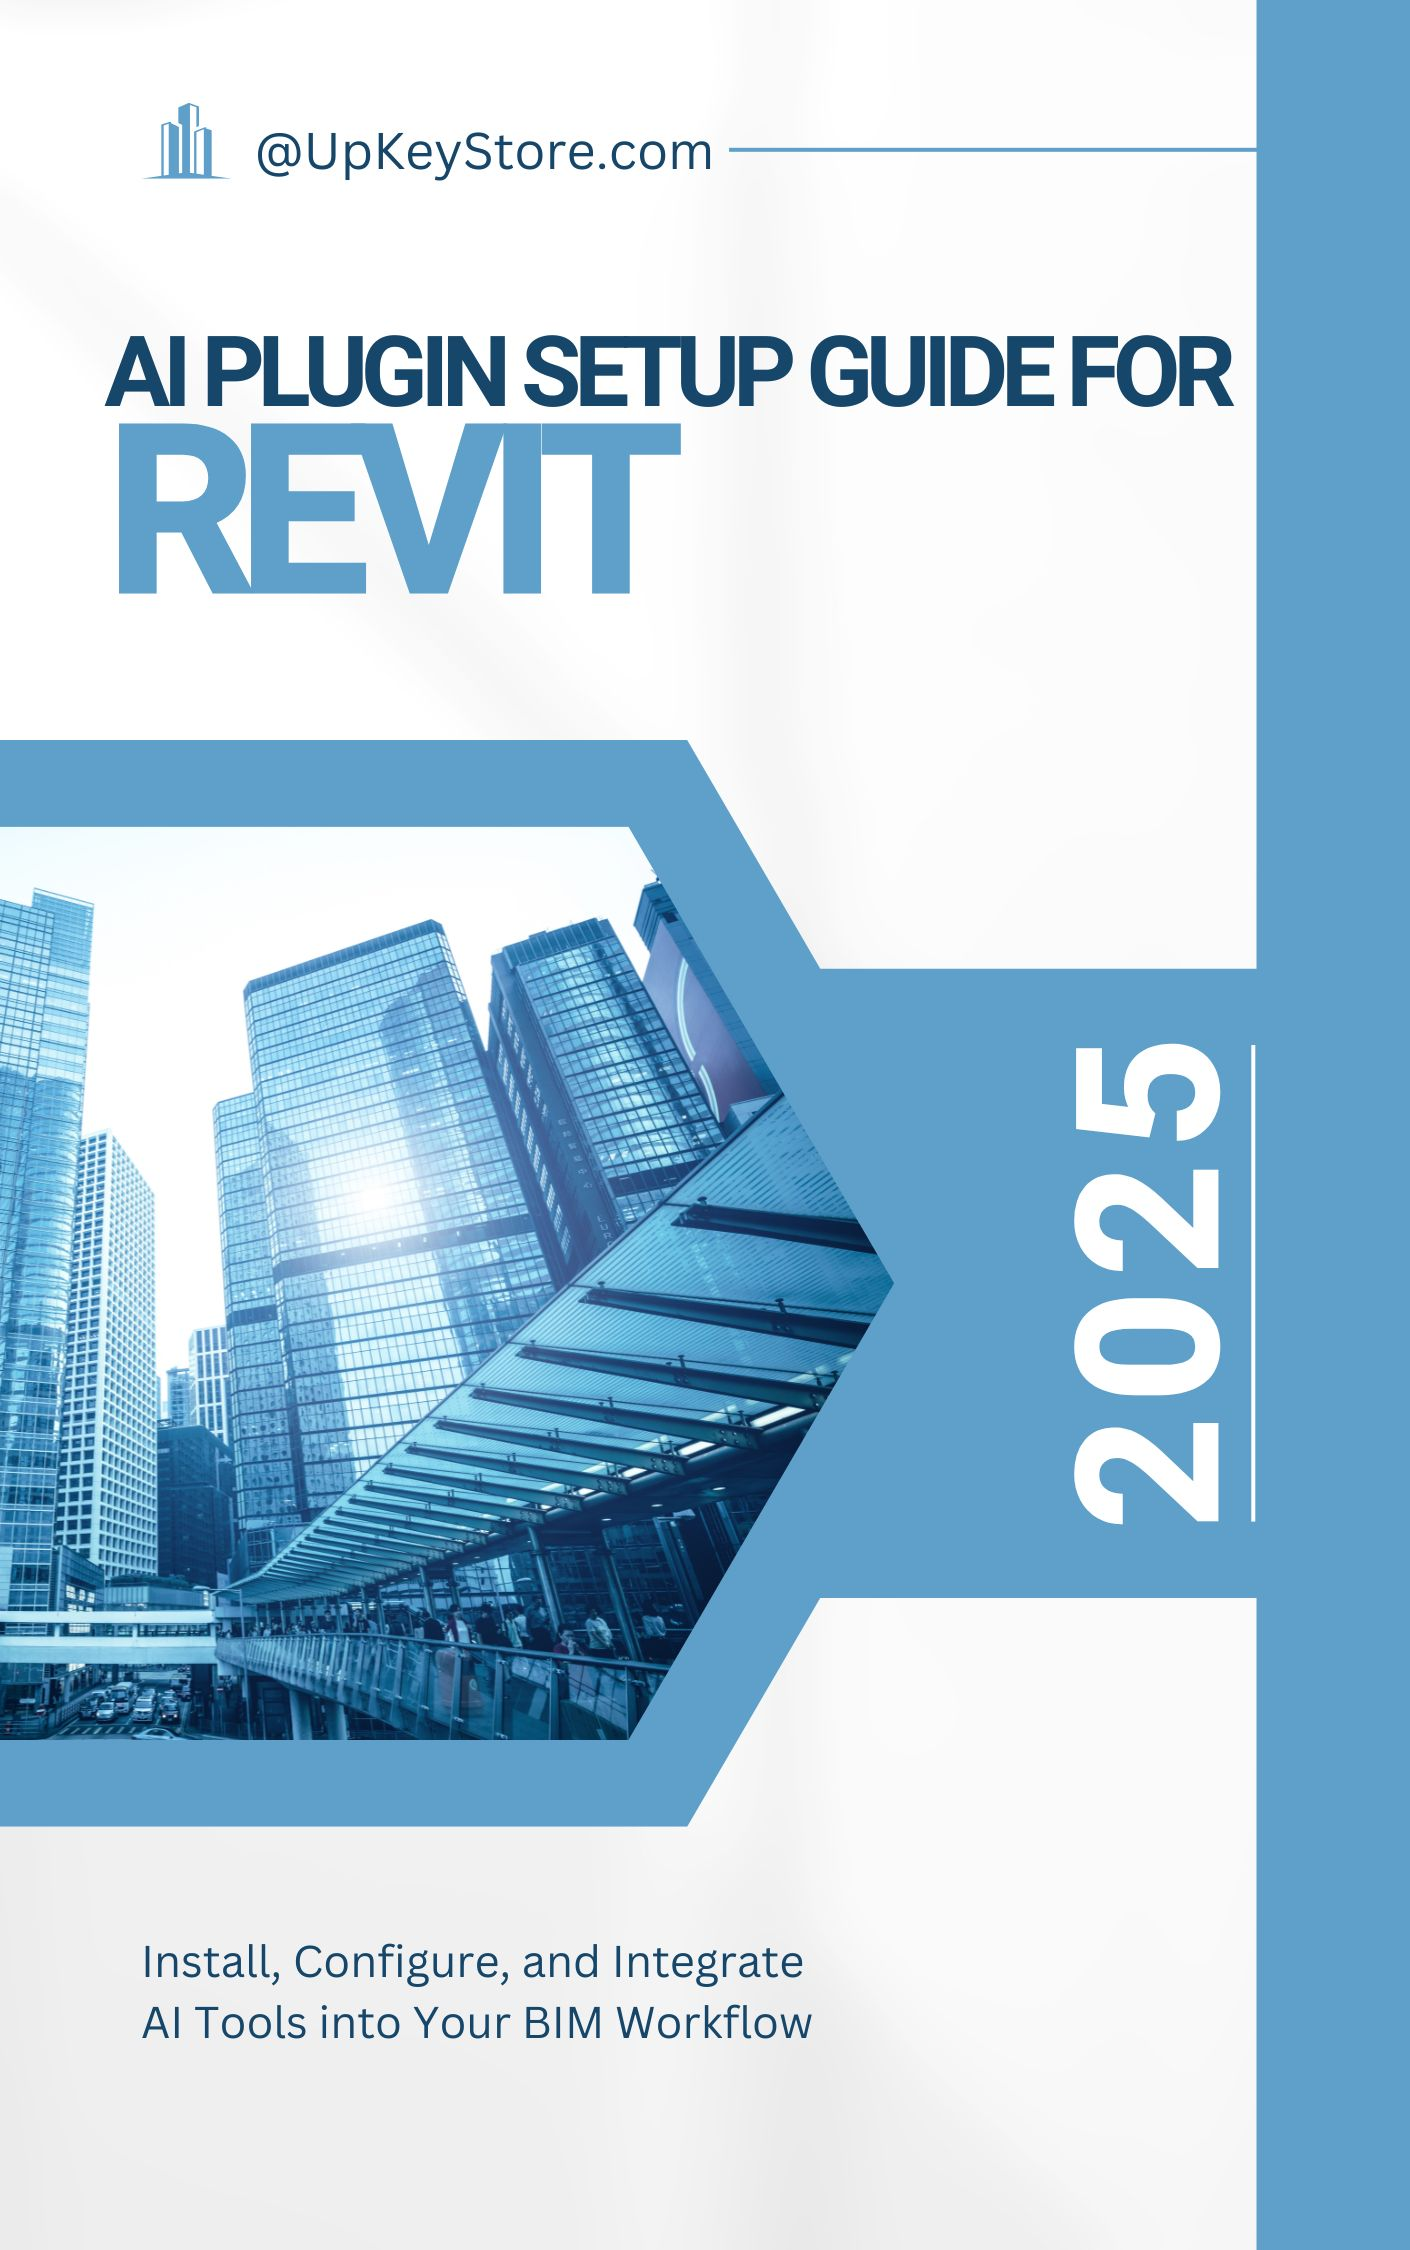 @UpKeyStore.com
AI PLUGIN SETUP GUIDE FOR
REVIT
2025
Install, Configure, and Integrate
AI Tools into Your BIM Workflow